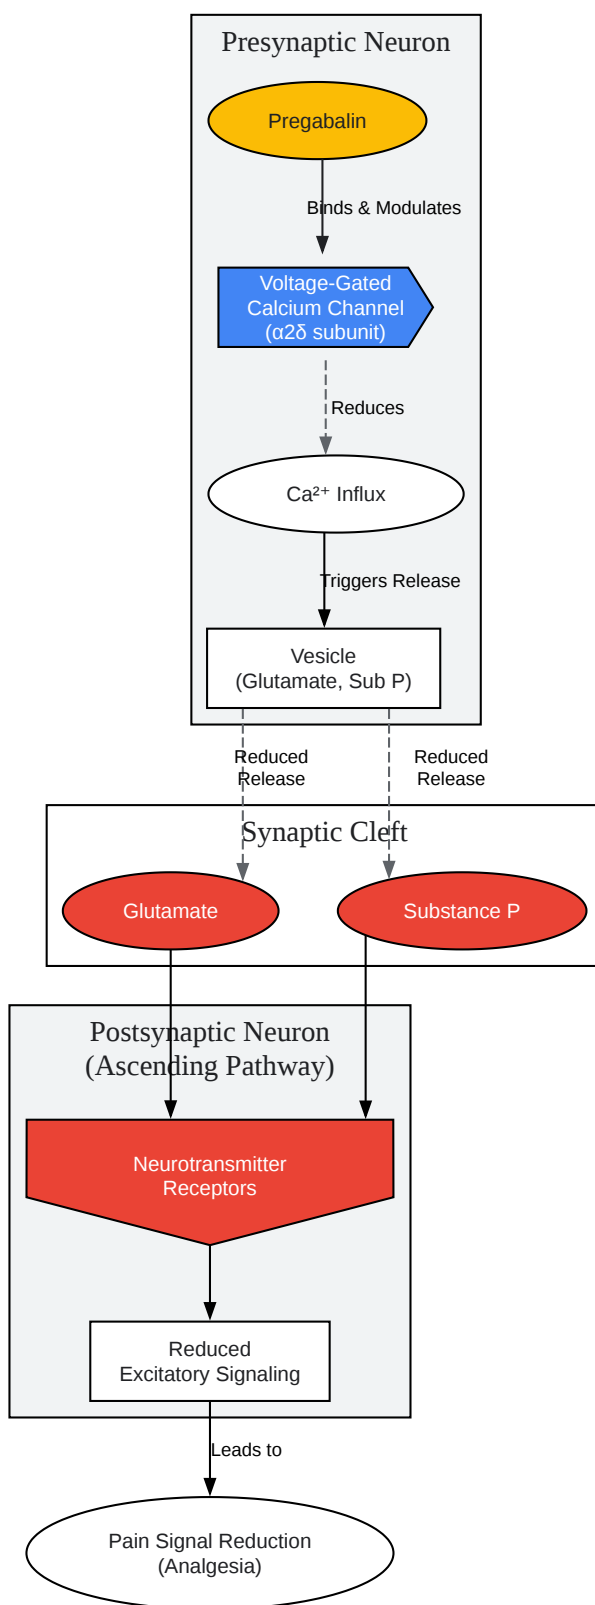 Presynaptic Neuron
Pregabalin
Binds & Modulates
Voltage-Gated
Calcium Channel
(α2δ subunit)
Reduces
Ca²⁺ Influx
Triggers Release
Vesicle
(Glutamate, Sub P)
Reduced
Release
Reduced
Release
Synaptic Cleft
Glutamate
Substance P
Postsynaptic Neuron
(Ascending Pathway)
Neurotransmitter
Receptors
Reduced
Excitatory Signaling
Leads to
Pain Signal Reduction
(Analgesia)